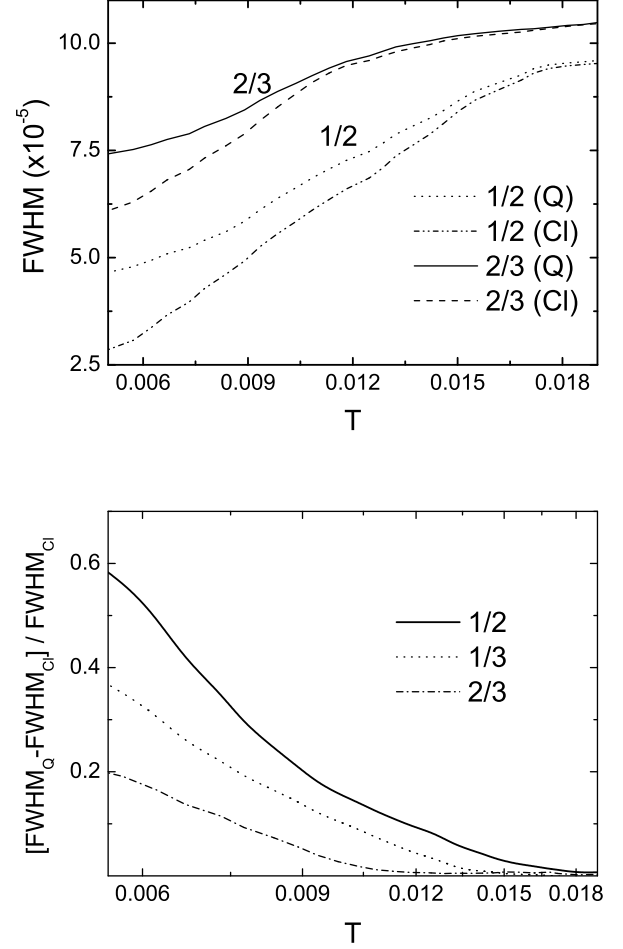 10.0
2/3
1/2
7.5
FWHM (x10^-5)
1/2 (Q)
1/2 (Cl)
5.0
2/3 (Q)
2/3 (Cl)
2.5
0.006 0.009 0.012 0.015 0.018
T
[FWHM_Q-FWHM_Cl] / FWHM_Cl
0.6
1/2
1/3
0.4
2/3
0.2
0.006 0.009 0.012 0.015 0.018
T